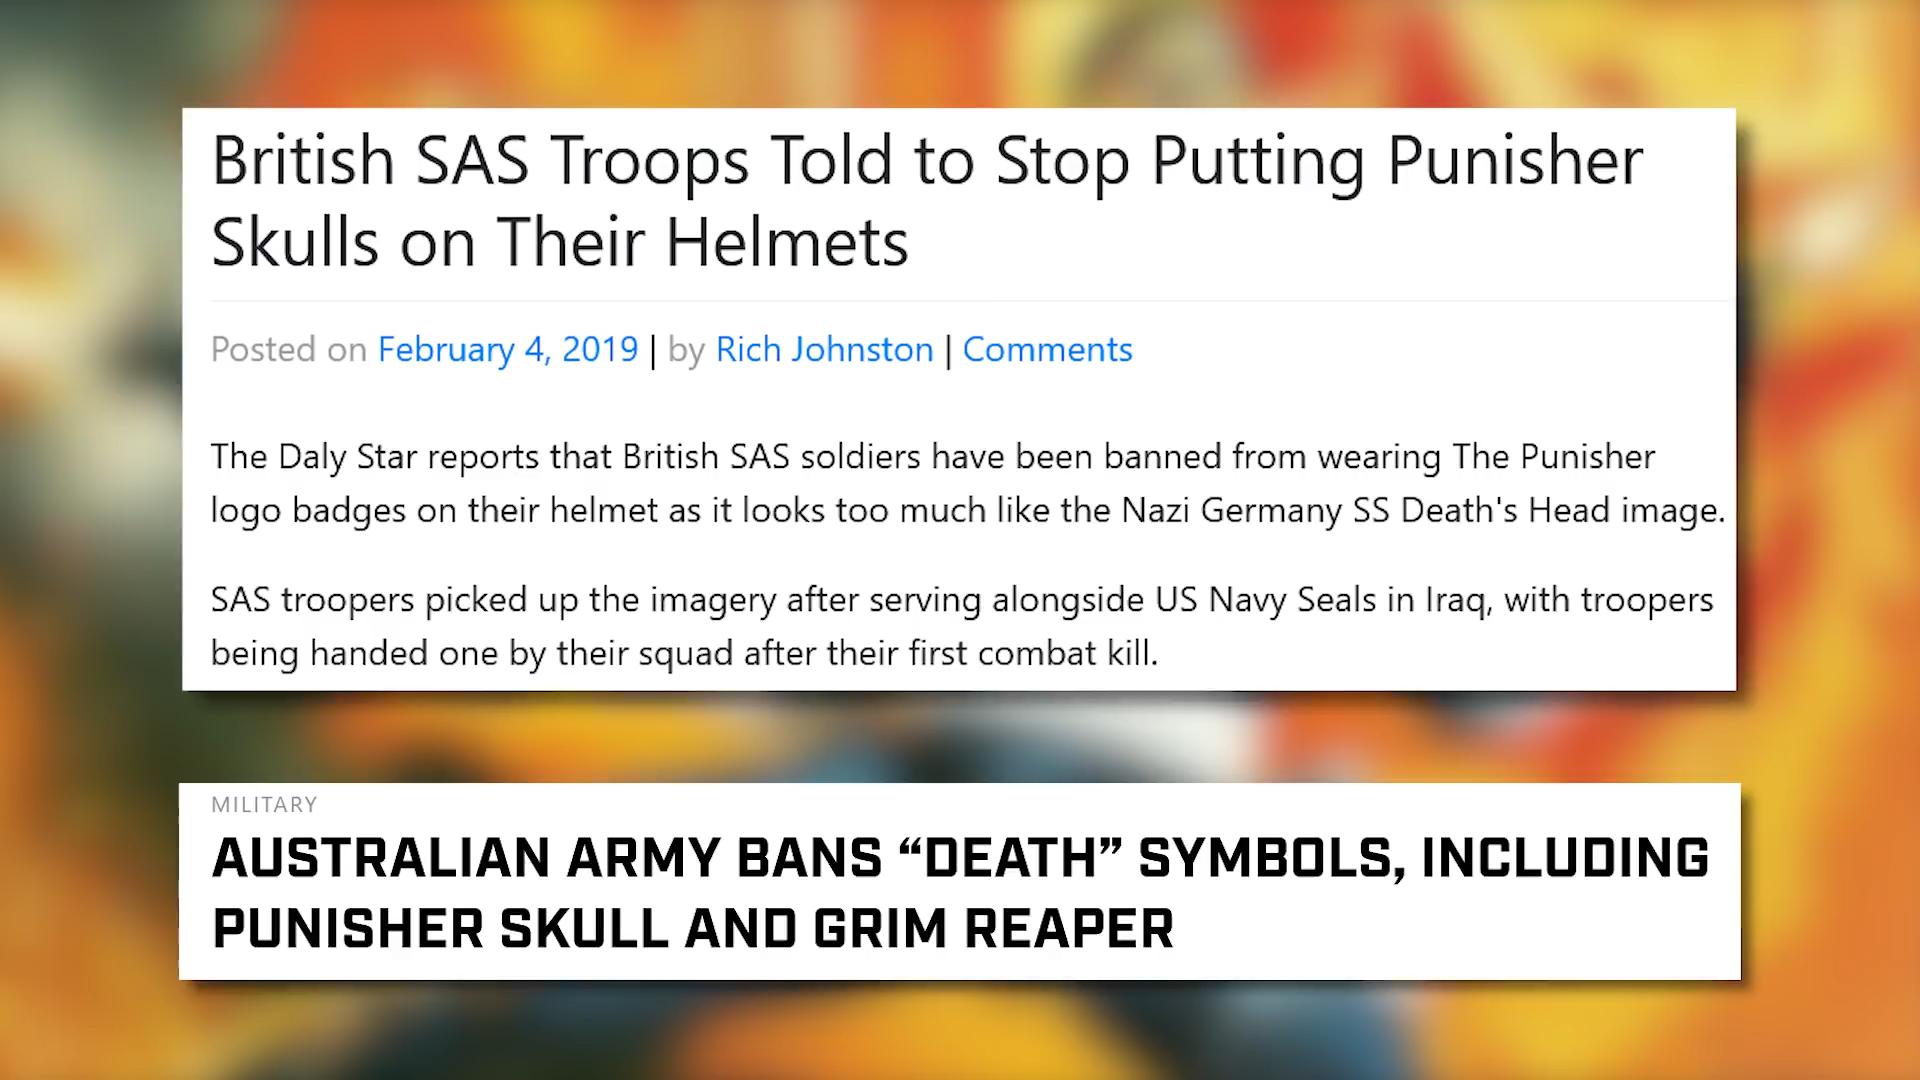 British SAS Troops Told to Stop Putting Punisher
Skulls on Their Helmets
Posted on February 4, 2019 | by Rich Johnston | Comments
The Daly Star reports that British SAS soldiers have been banned from wearing The Punisher
logo badges on their helmet as it looks too much like the Nazi Germany SS Death's Head image.
SAS troopers picked up the imagery after serving alongside US Navy Seals in Iraq, with troopers
being handed one by their squad after their first combat kill.
MILITARY
AUSTRALIAN ARMY BANS “DEATH” SYMBOLS, INCLUDING
PUNISHER SKULL AND GRIM REAPER